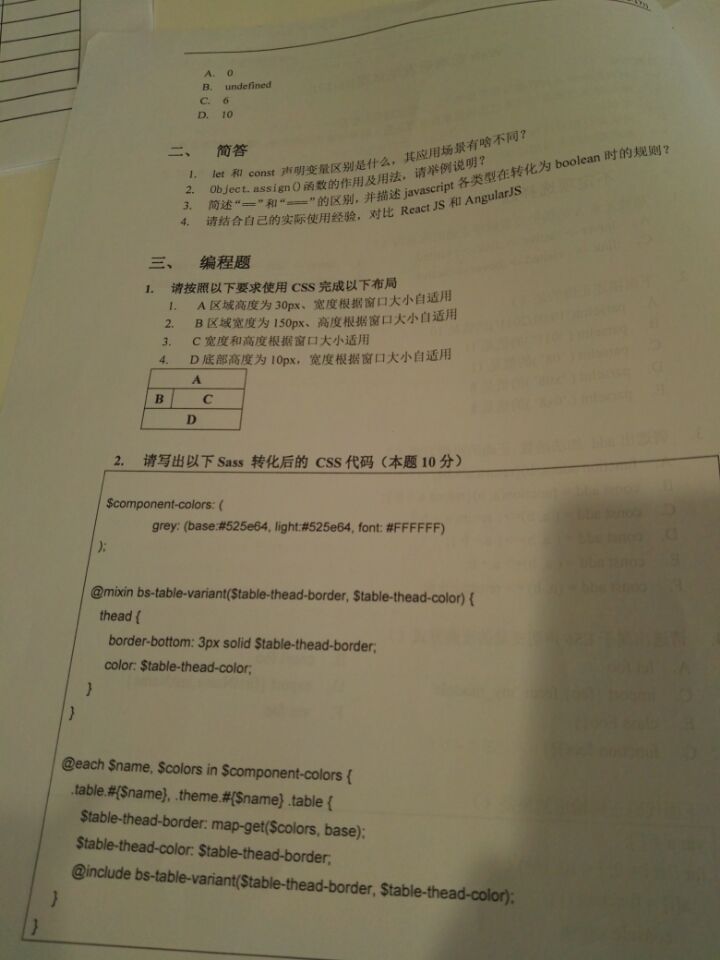 A. 0
B. undefined
C. 6
D. 10
二、 简答
1. let 和 const 声明变量区别是什么，其应用场景有啥不同？
2. Object.assign()函数的作用及用法，请举例说明？
3. 简述“==”和“===”的区别，并描述 javascript 各类型在转化为 boolean 时的规则？
4. 请结合自己的实际使用经验，对比 React JS 和 AngularJS
三、 编程题
1. 请按照以下要求使用 CSS 完成以下布局
1. A 区域高度为 30px、宽度根据窗口大小自适用
2. B 区域宽度为 150px、高度根据窗口大小自适用
3. C 宽度和高度根据窗口大小适用
4. D 底部高度为 10px，宽度根据窗口大小自适用
A
B C
D
2. 请写出以下 Sass 转化后的 CSS 代码（本题 10 分）
$component-colors: (
grey: (base:#525e64, light:#525e64, font: #FFFFFF)
);
@mixin bs-table-variant($table-thead-border, $table-thead-color) {
thead {
border-bottom: 3px solid $table-thead-border;
color: $table-thead-color;
}
}
@each $name, $colors in $component-colors {
.table.#{$name}, .theme.#{$name} .table {
$table-thead-border: map-get($colors, base);
$table-thead-color: $table-thead-border;
@include bs-table-variant($table-thead-border, $table-thead-color);
}
}